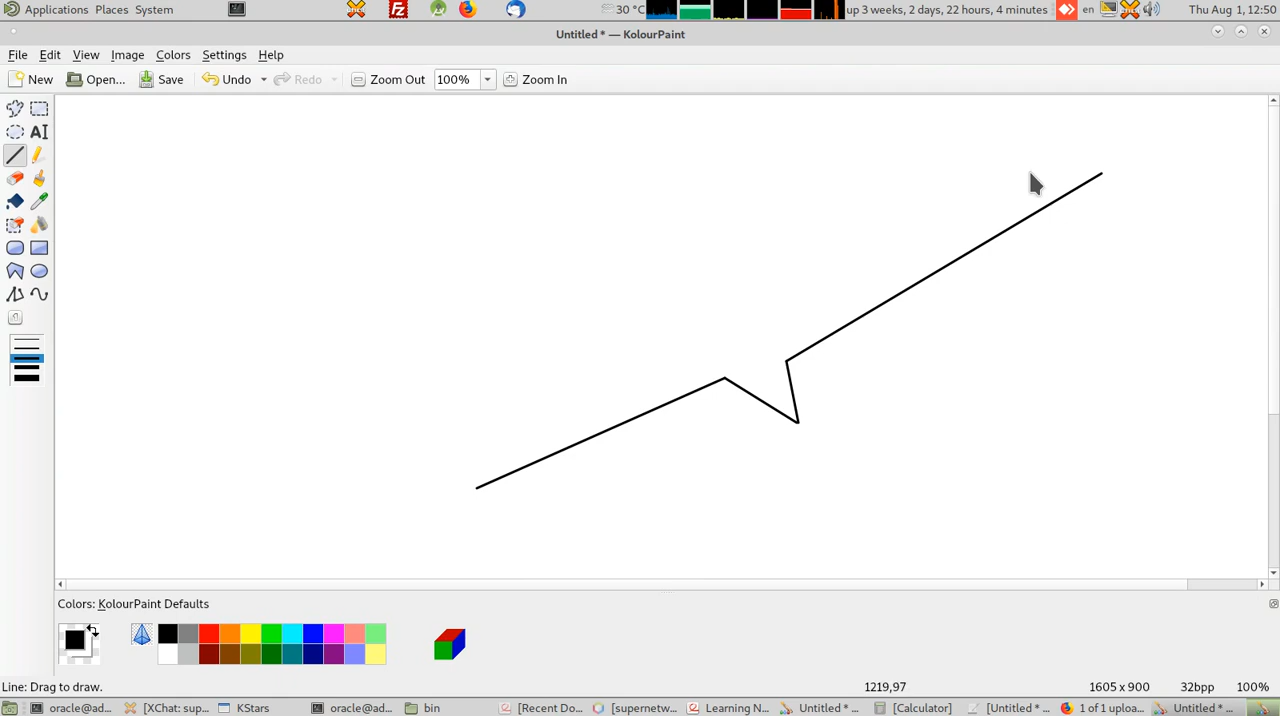 Applications Places System 30 °C up 3 weeks, 2 days, 22 hours, 4 minutes en Thu Aug 1, 12:50
Untitled * — KolourPaint
File Edit View Image Colors Settings Help
New Open... Save Undo Redo Zoom Out 100% Zoom In
Colors: KolourPaint Defaults
Line: Drag to draw. 1219,97 1605 x 900 32bpp 100%
oracle@ad... [XChat: sup... KStars oracle@ad... bin [Recent Do... [supernetw... Learning N... Untitled * ... [Calculator] [Untitled * ... 1 of 1 uploa... Untitled * ...